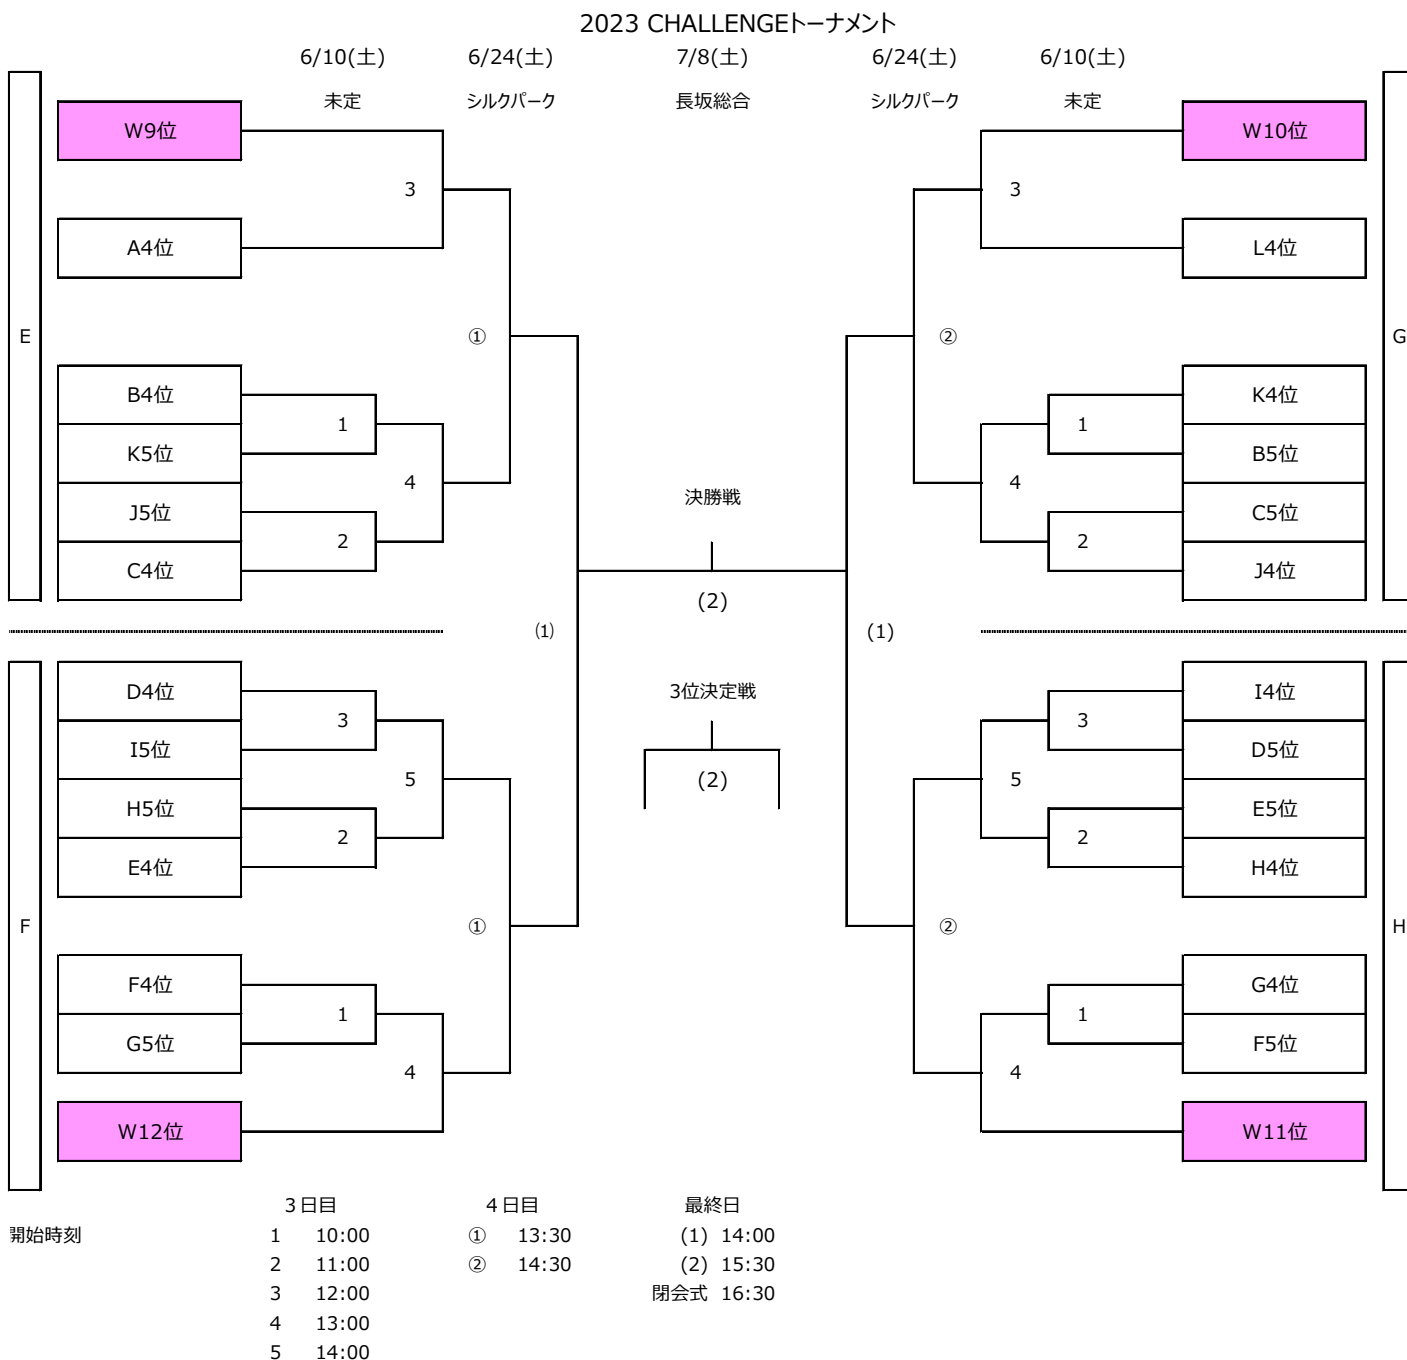 2023 CHALLENGEトーナメント
6/10(土) 6/24(土) 7/8(土) 6/24(土) 6/10(土)
未定 シルクパーク 長坂総合 シルクパーク 未定
W9位 W10位
3 3
A4位 L4位
E ① ② G
B4位 K4位
1 1
K5位 B5位
4 4
決勝戦
J5位 C5位
2 2
C4位 J4位
(2)
(1) (1)
D4位 3位決定戦 I4位
3 3
I5位 D5位
5 (2) 5
H5位 E5位
2 2
E4位 H4位
F ① ② H
F4位 G4位
1 1
G5位 F5位
4 4
W12位 W11位
3日目 4日目 最終日
開始時刻 1 10:00 ① 13:30 (1) 14:00
2 11:00 ② 14:30 (2) 15:30
3 12:00 閉会式 16:30
4 13:00
5 14:00